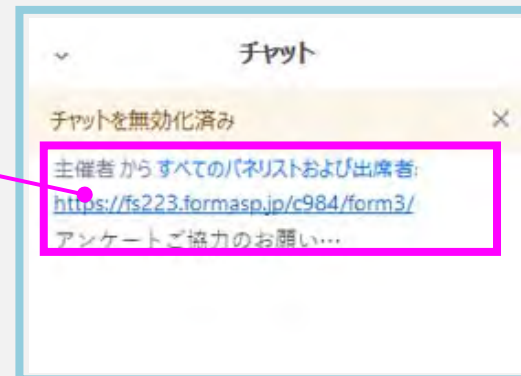 チャット
チャットを無効化済み
主催者 から すべてのパネリストおよび出席者:
https://fs223.formasp.jp/c984/form3/
アンケートご協力のお願い…